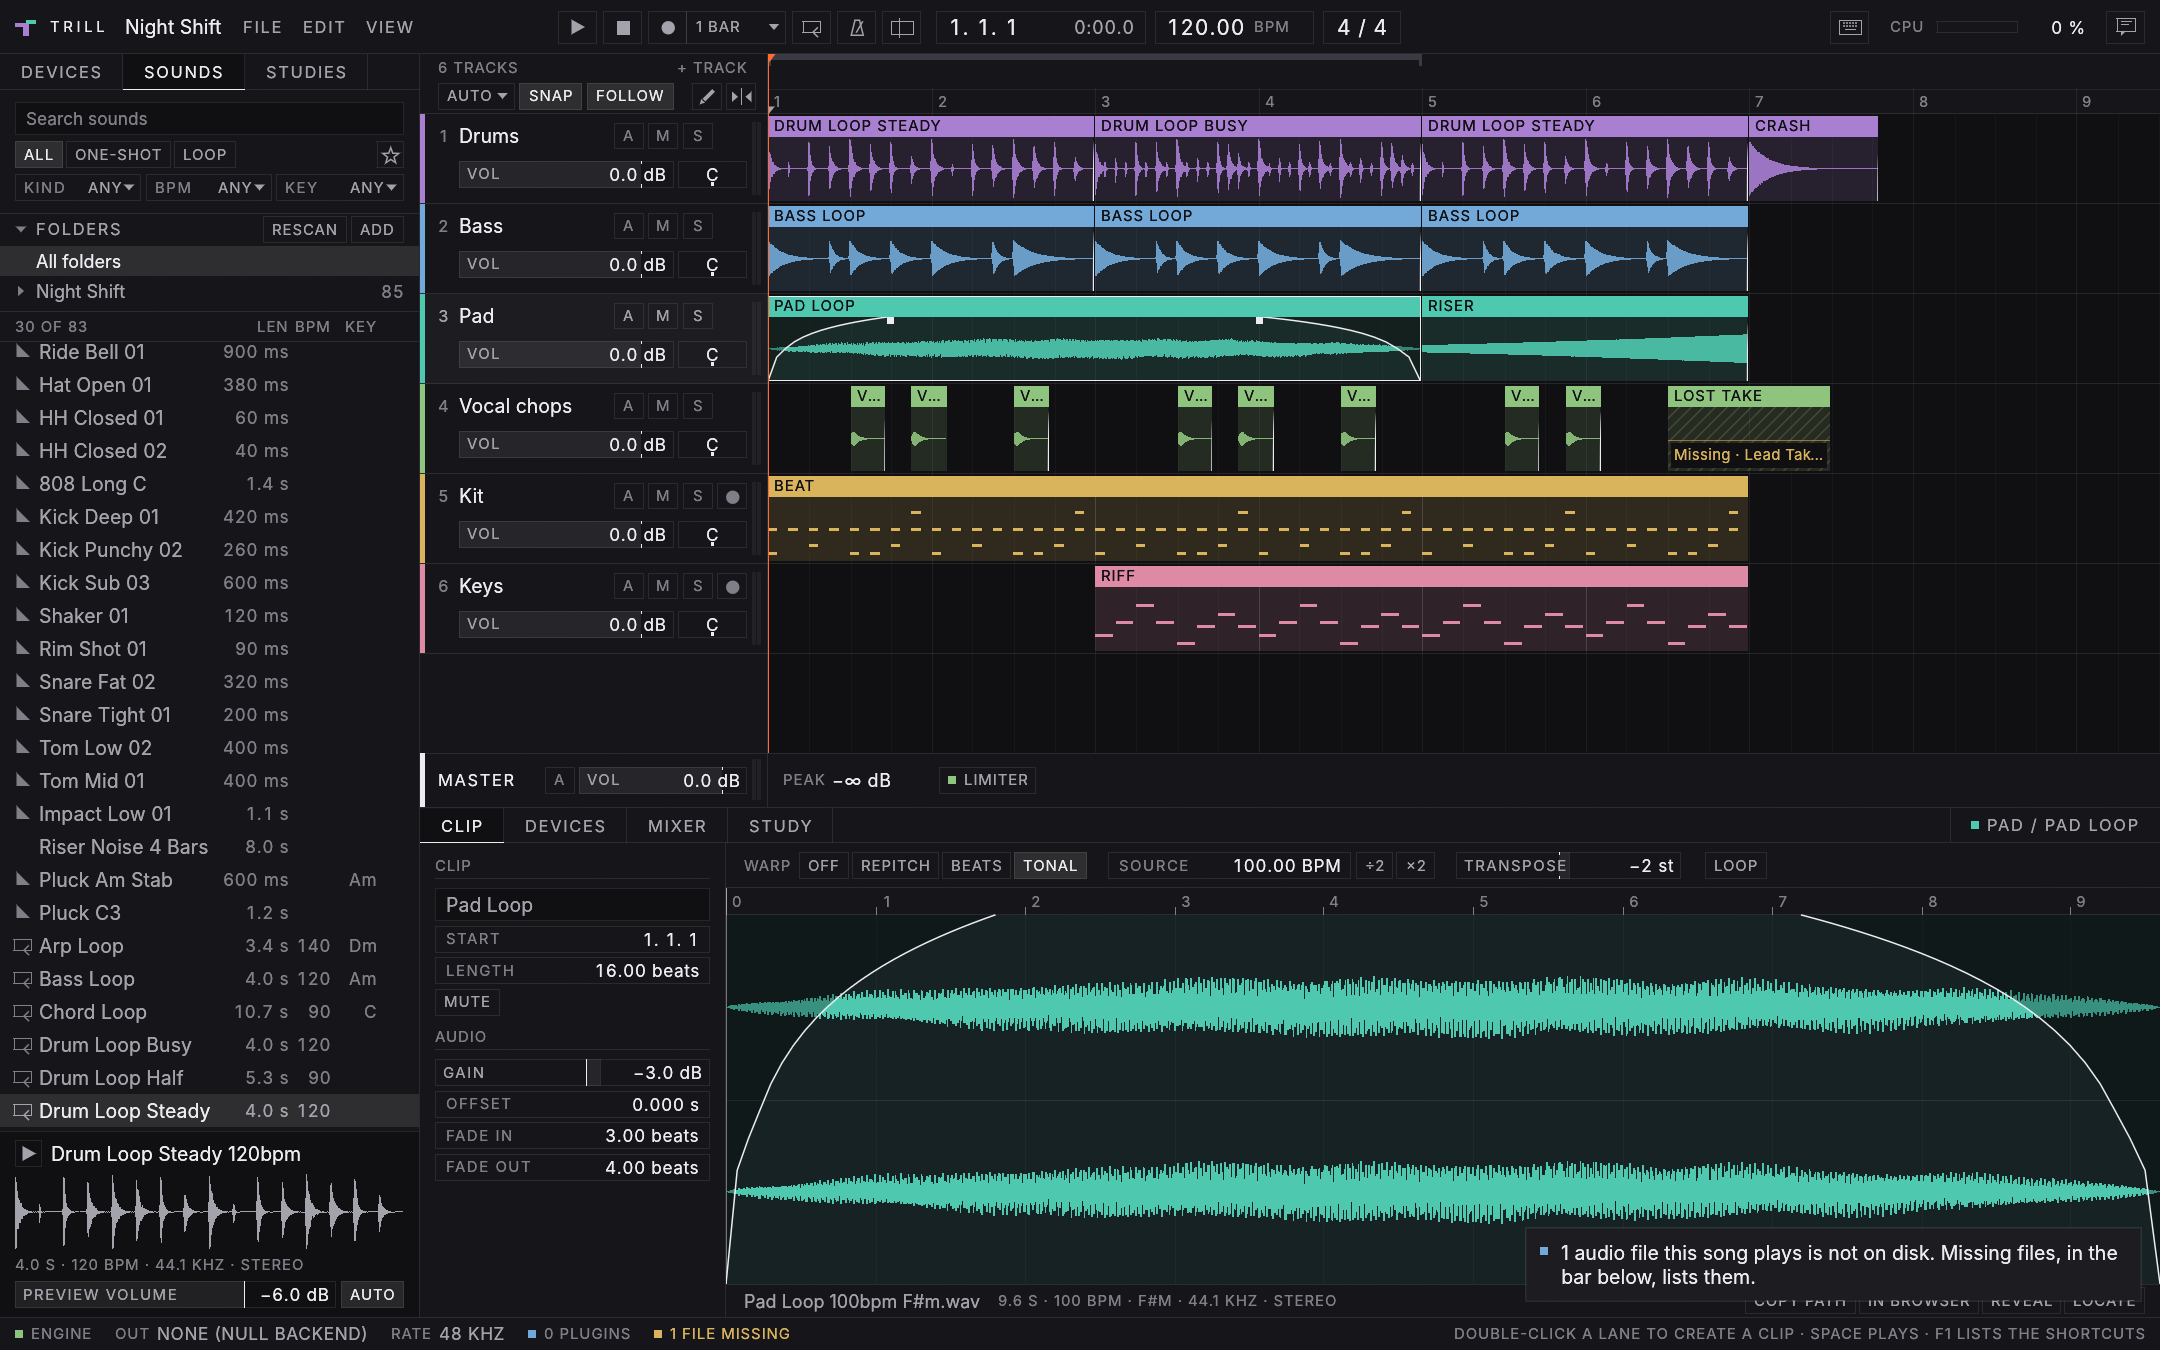 TRILL Night Shift FILE EDIT VIEW 1 BAR 1. 1. 1 0:00.0 120.00 BPM 4 / 4 CPU 0 %
DEVICES SOUNDS STUDIES
Search sounds
ALL ONE-SHOT LOOP
KIND ANY BPM ANY KEY ANY
FOLDERS RESCAN ADD
All folders
Night Shift 85
30 OF 83 LEN BPM KEY
Ride Bell 01 900 ms
Hat Open 01 380 ms
HH Closed 01 60 ms
HH Closed 02 40 ms
808 Long C 1.4 s
Kick Deep 01 420 ms
Kick Punchy 02 260 ms
Kick Sub 03 600 ms
Shaker 01 120 ms
Rim Shot 01 90 ms
Snare Fat 02 320 ms
Snare Tight 01 200 ms
Tom Low 02 400 ms
Tom Mid 01 400 ms
Impact Low 01 1.1 s
Riser Noise 4 Bars 8.0 s
Pluck Am Stab 600 ms Am
Pluck C3 1.2 s
Arp Loop 3.4 s 140 Dm
Bass Loop 4.0 s 120 Am
Chord Loop 10.7 s 90 C
Drum Loop Busy 4.0 s 120
Drum Loop Half 5.3 s 90
Drum Loop Steady 4.0 s 120
Drum Loop Steady 120bpm
4.0 S · 120 BPM · 44.1 KHZ · STEREO
PREVIEW VOLUME −6.0 dB AUTO
6 TRACKS + TRACK
AUTO SNAP FOLLOW
1 2 3 4 5 6 7 8 9
1 Drums A M S
VOL 0.0 dB C
DRUM LOOP STEADY DRUM LOOP BUSY DRUM LOOP STEADY CRASH
2 Bass A M S
VOL 0.0 dB C
BASS LOOP BASS LOOP BASS LOOP
3 Pad A M S
VOL 0.0 dB C
PAD LOOP RISER
4 Vocal chops A M S
VOL 0.0 dB C
V... V... V... V... V... V... V... V... LOST TAKE
Missing · Lead Tak...
5 Kit A M S
VOL 0.0 dB C
BEAT
6 Keys A M S
VOL 0.0 dB C
RIFF
MASTER A VOL 0.0 dB PEAK −∞ dB LIMITER
CLIP DEVICES MIXER STUDY PAD / PAD LOOP
CLIP
Pad Loop
START 1. 1. 1
LENGTH 16.00 beats
MUTE
AUDIO
GAIN −3.0 dB
OFFSET 0.000 s
FADE IN 3.00 beats
FADE OUT 4.00 beats
WARP OFF REPITCH BEATS TONAL SOURCE 100.00 BPM ÷2 ×2 TRANSPOSE −2 st LOOP
0 1 2 3 4 5 6 7 8 9
1 audio file this song plays is not on disk. Missing files, in the
bar below, lists them.
Pad Loop 100bpm F#m.wav 9.6 S · 100 BPM · F#M · 44.1 KHZ · STEREO COPY PATH IN BROWSER REVEAL LOCATE
ENGINE OUT NONE (NULL BACKEND) RATE 48 KHZ 0 PLUGINS 1 FILE MISSING DOUBLE-CLICK A LANE TO CREATE A CLIP · SPACE PLAYS · F1 LISTS THE SHORTCUTS